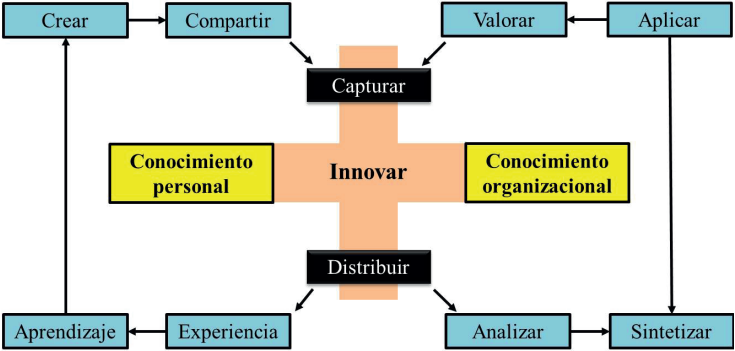 Crear
Compartir
Valorar
Aplicar
Capturar
Conocimiento
personal
Innovar
Conocimiento
organizacional
Distribuir
Aprendizaje
Experiencia
Analizar
Sintetizar